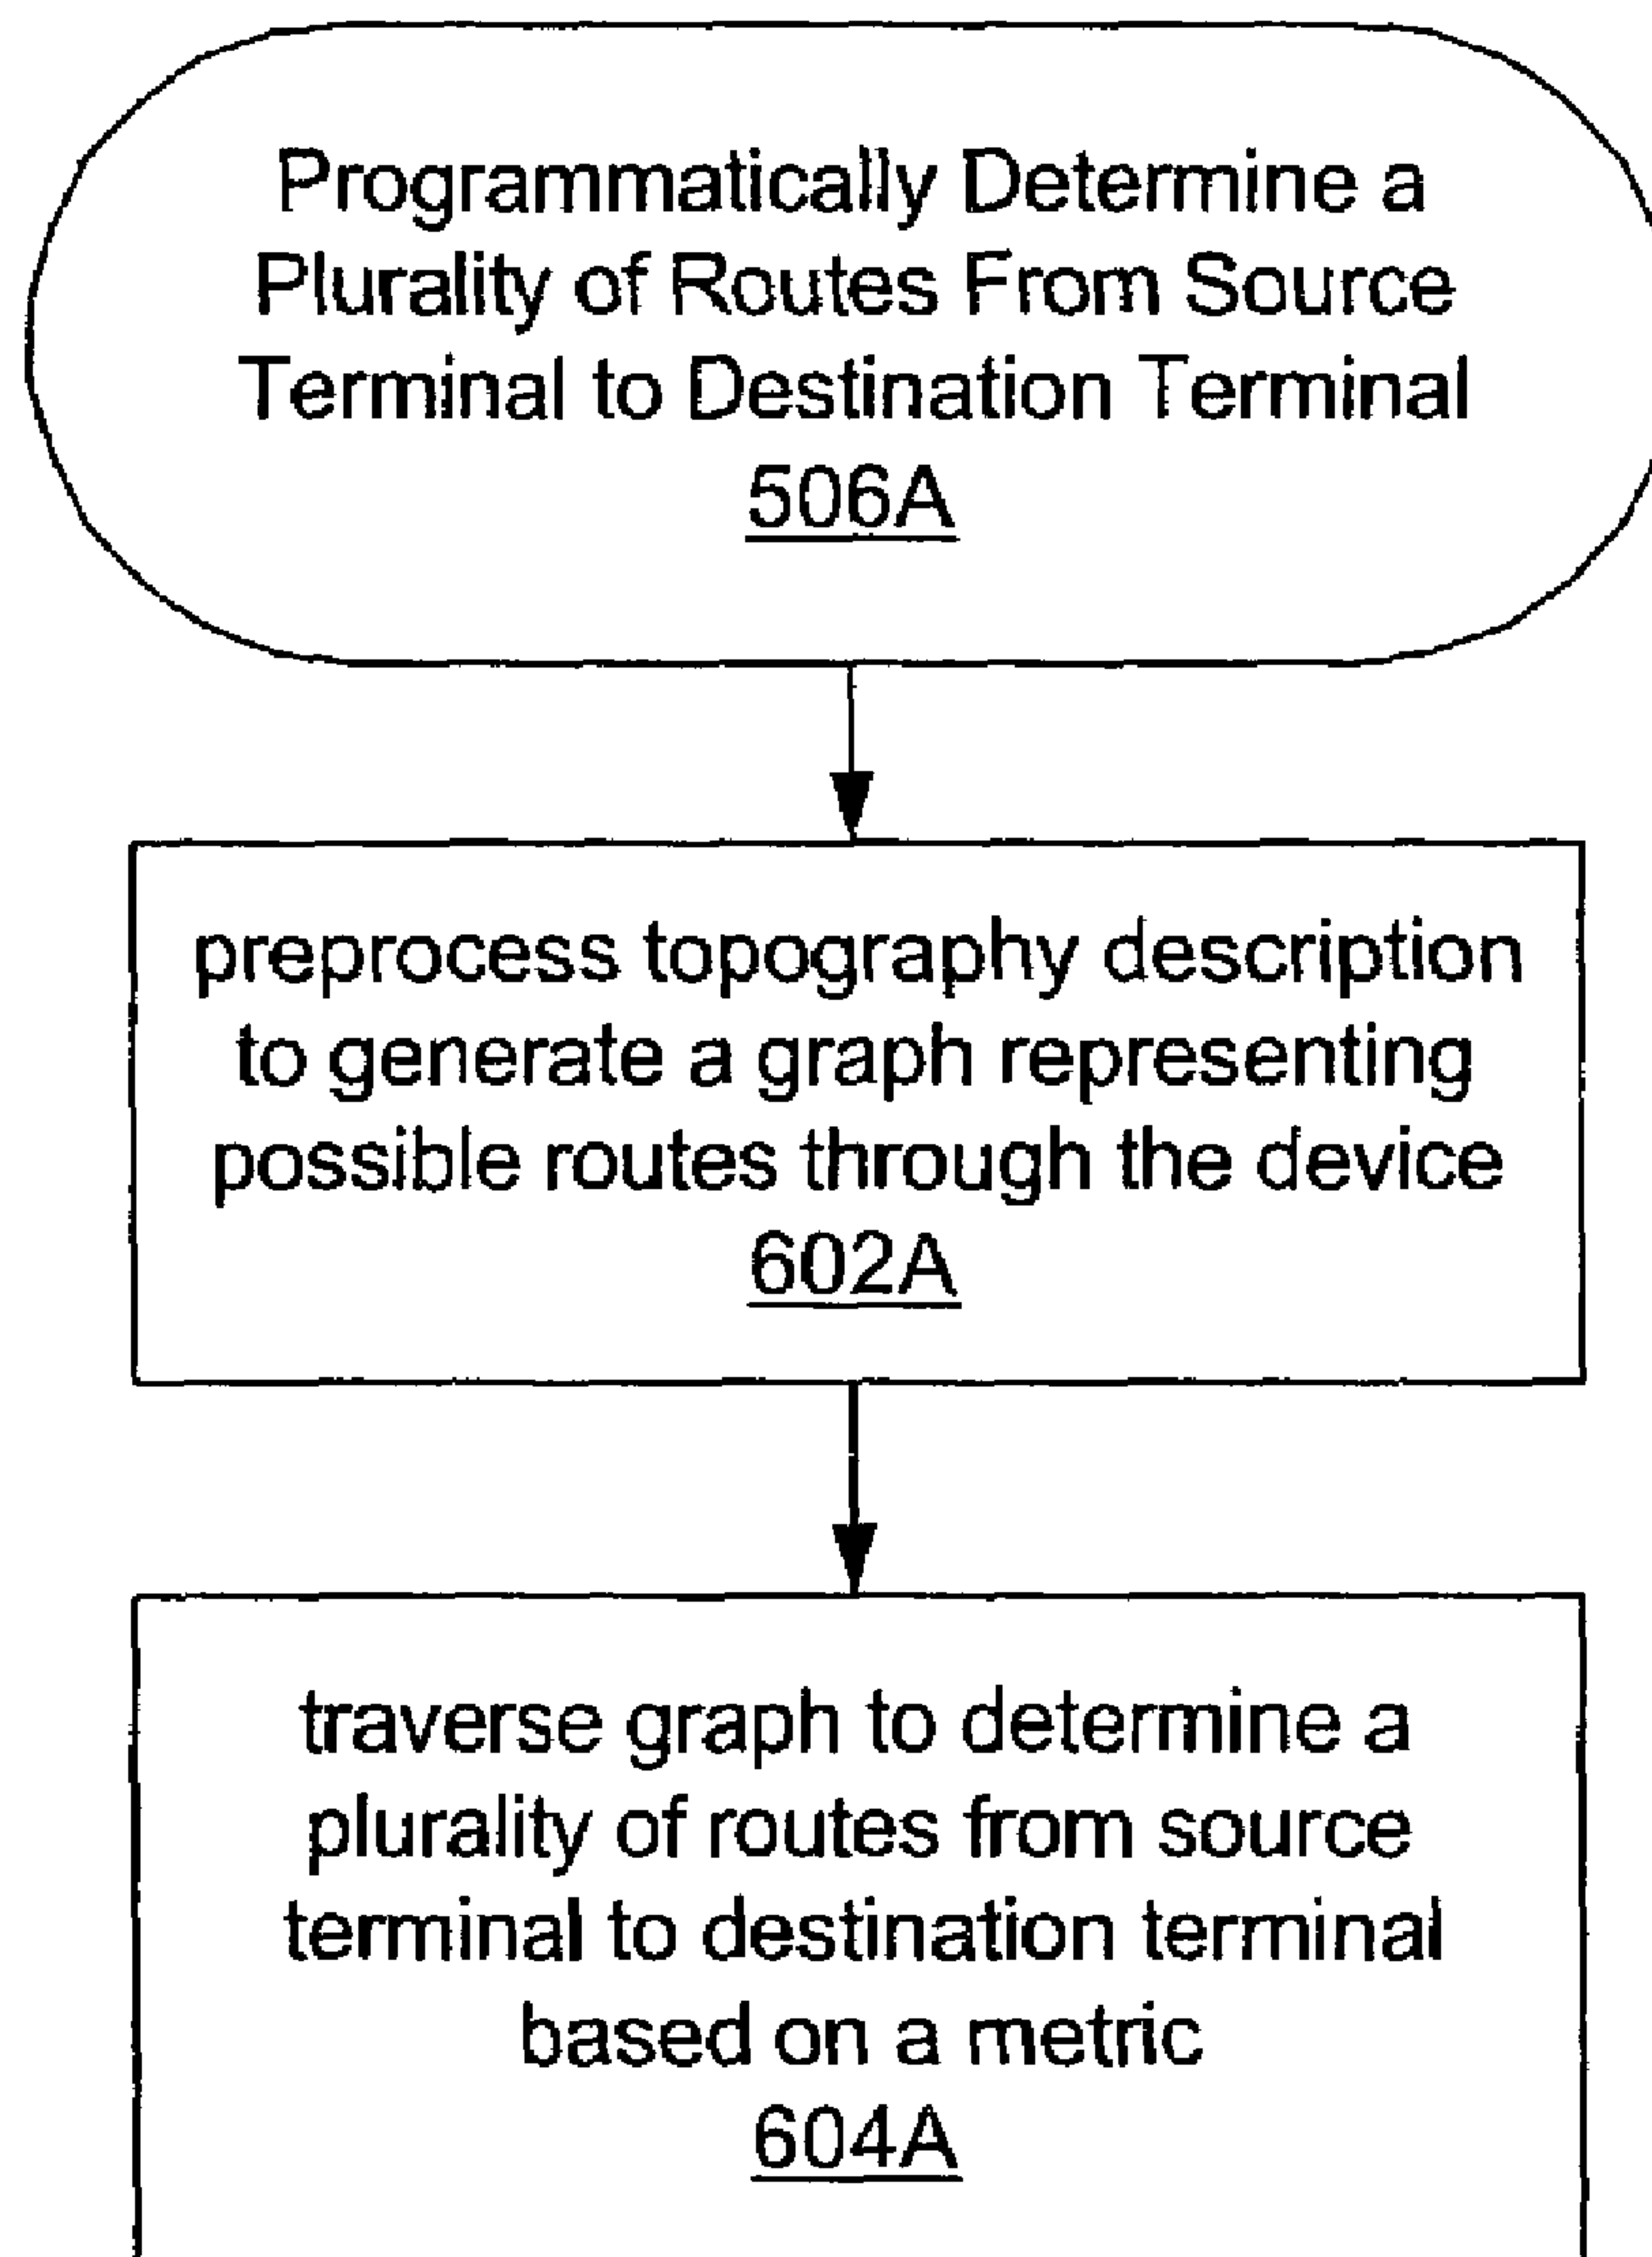 Programmatically Determine a
Plurality of Routes From Source
Terminal to Destination Terminal
506A
preprocess topography description
to generate a graph representing
possible routes through the device
602A
traverse graph to determine a
plurality of routes from source
terminal to destination terminal
based on a metric
604A